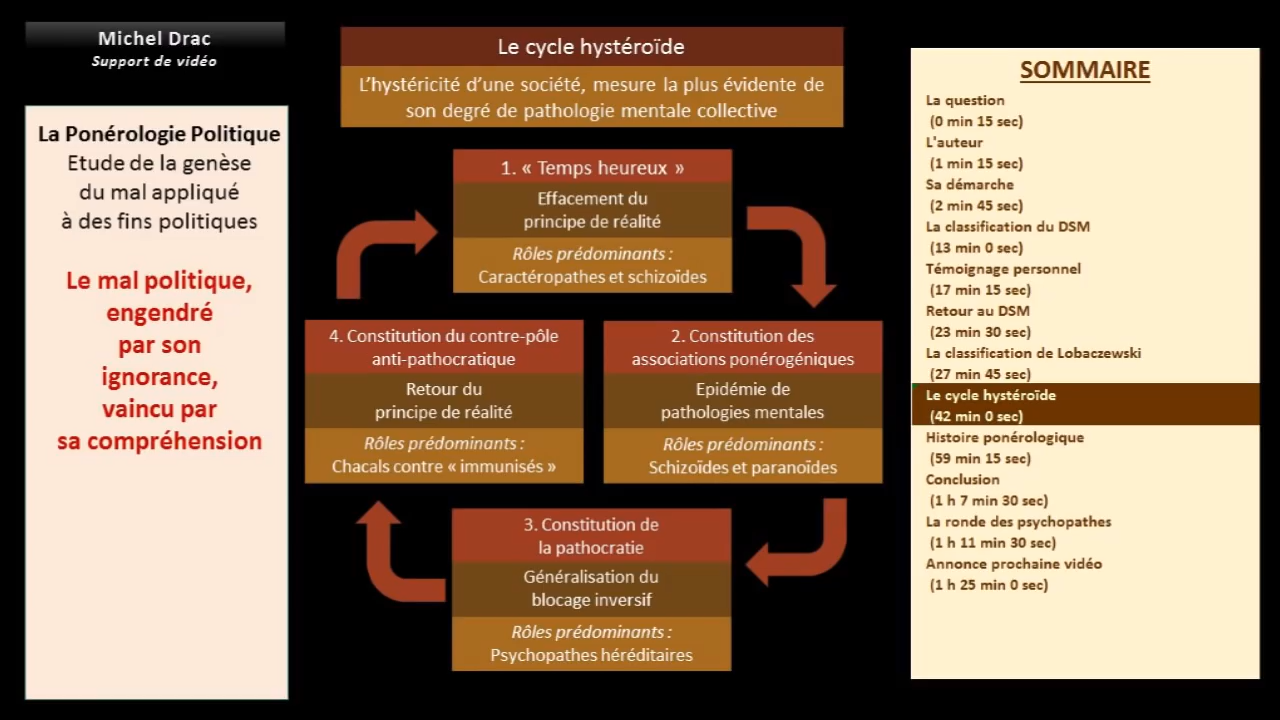 Michel Drac
Support de vidéo
La Ponérologie Politique
Etude de la genèse
du mal appliqué
à des fins politiques
Le mal politique,
engendré
par son
ignorance,
vaincu par
sa compréhension
Le cycle hystéroïde
L'hystéricité d'une société, mesure la plus évidente de
son degré de pathologie mentale collective
1. « Temps heureux »
Effacement du
principe de réalité
Rôles prédominants :
Caractéropathes et schizoïdes
2. Constitution des
associations ponérogéniques
Epidémie de
pathologies mentales
Rôles prédominants :
Schizoïdes et paranoïdes
3. Constitution de
la pathocratie
Généralisation du
blocage inversif
Rôles prédominants :
Psychopathes héréditaires
4. Constitution du contre-pôle
anti-pathocratique
Retour du
principe de réalité
Rôles prédominants :
Chacals contre « immunisés »
SOMMAIRE
La question
(0 min 15 sec)
L'auteur
(1 min 15 sec)
Sa démarche
(2 min 45 sec)
La classification du DSM
(13 min 0 sec)
Témoignage personnel
(17 min 15 sec)
Retour au DSM
(23 min 30 sec)
La classification de Lobaczewski
(27 min 45 sec)
Le cycle hystéroïde
(42 min 0 sec)
Histoire ponérologique
(59 min 15 sec)
Conclusion
(1 h 7 min 30 sec)
La ronde des psychopathes
(1 h 11 min 30 sec)
Annonce prochaine vidéo
(1 h 25 min 0 sec)